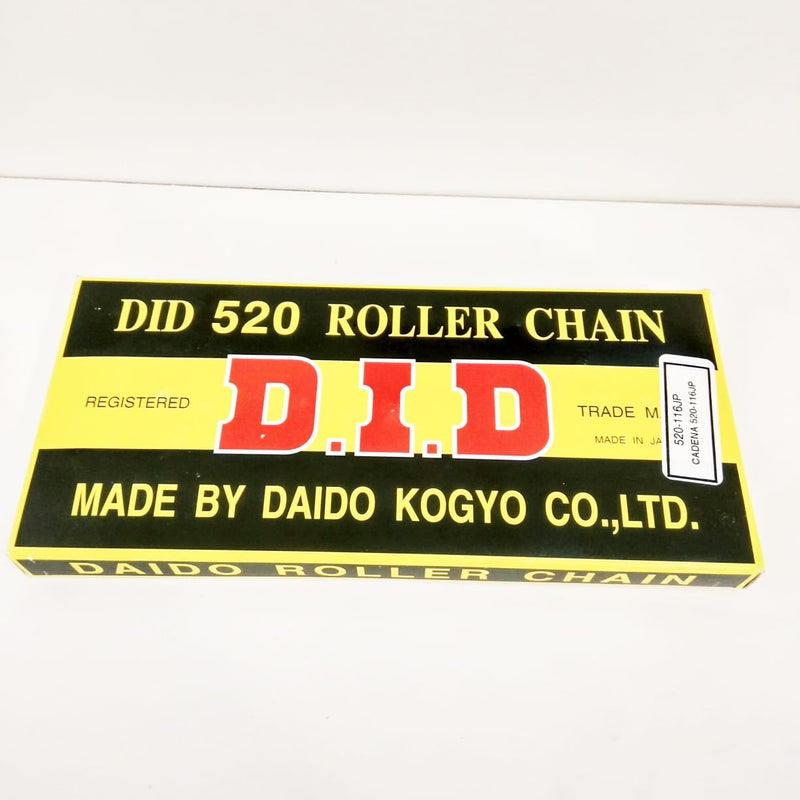 DID 520 ROLLER CHAIN
REGISTERED
D.I.D
TRADE
MADE IN
520-116JP
CADENA 520-116JP
MADE BY DAIDO KOGYO CO.,LTD.
DAIDO ROLLER CHAIN